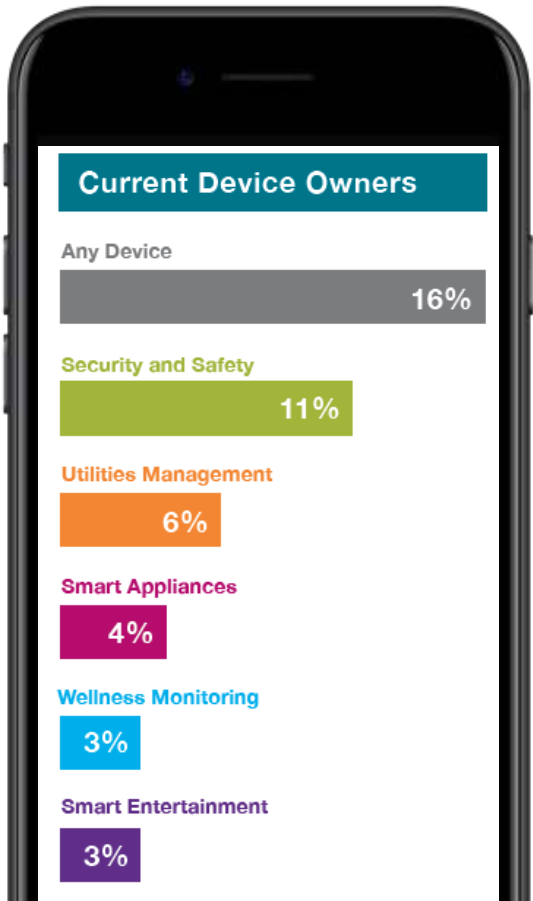 Current Device Owners
Any Device
16%
Security and Safety
11%
Utilities Management
6%
Smart Appliances
4%
Wellness Monitoring
3%
Smart Entertainment
3%